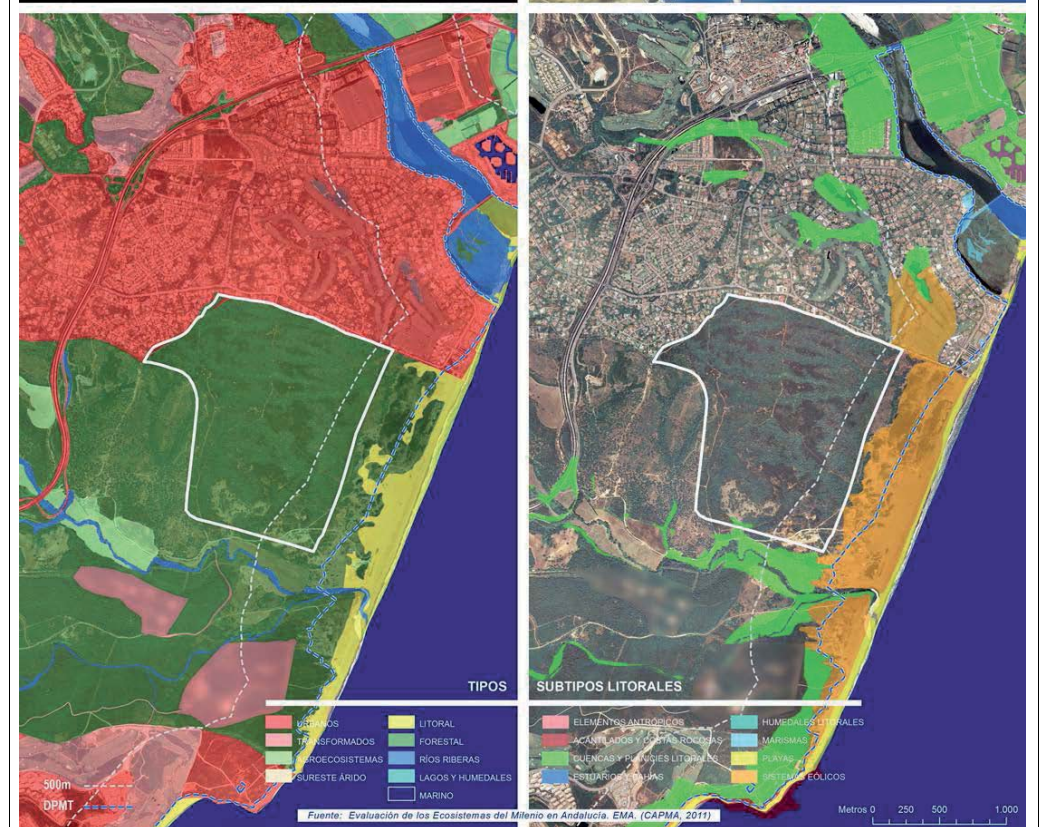 TIPOS
URBANOS
TRANSFORMADOS
AGROECOSISTEMAS
SURESTE ÁRIDO
LITORAL
FORESTAL
RÍOS RIBERAS
LAGOS Y HUMEDALES
MARINO
500m
DPMT
SUBTIPOS LITORALES
ELEMENTOS ANTRÓPICOS
ACANTILADOS Y COSTAS ROCOSAS
CUENCAS Y PLANICIES LITORALES
ESTUARIOS Y BAHÍAS
HUMEDALES LITORALES
MARISMAS
PLAYAS
SISTEMAS EÓLICOS
Metros 0 250 500 1.000
Fuente: Evaluación de los Ecosistemas del Milenio en Andalucía. EMA. (CAPMA, 2011)